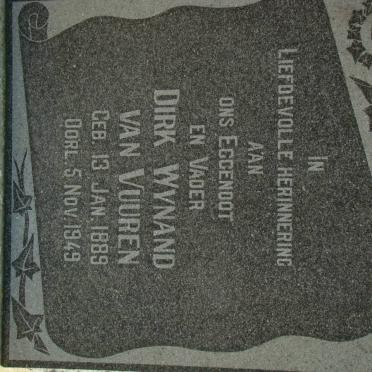 IN
LIEFDEVOLLE HERINNERING
AAN
ONS EGGENOOT
EN VADER
DIRK WYNAND
VAN VUUREN
GEB. 13 JAN 1889
OORL. 5 NOV 1949